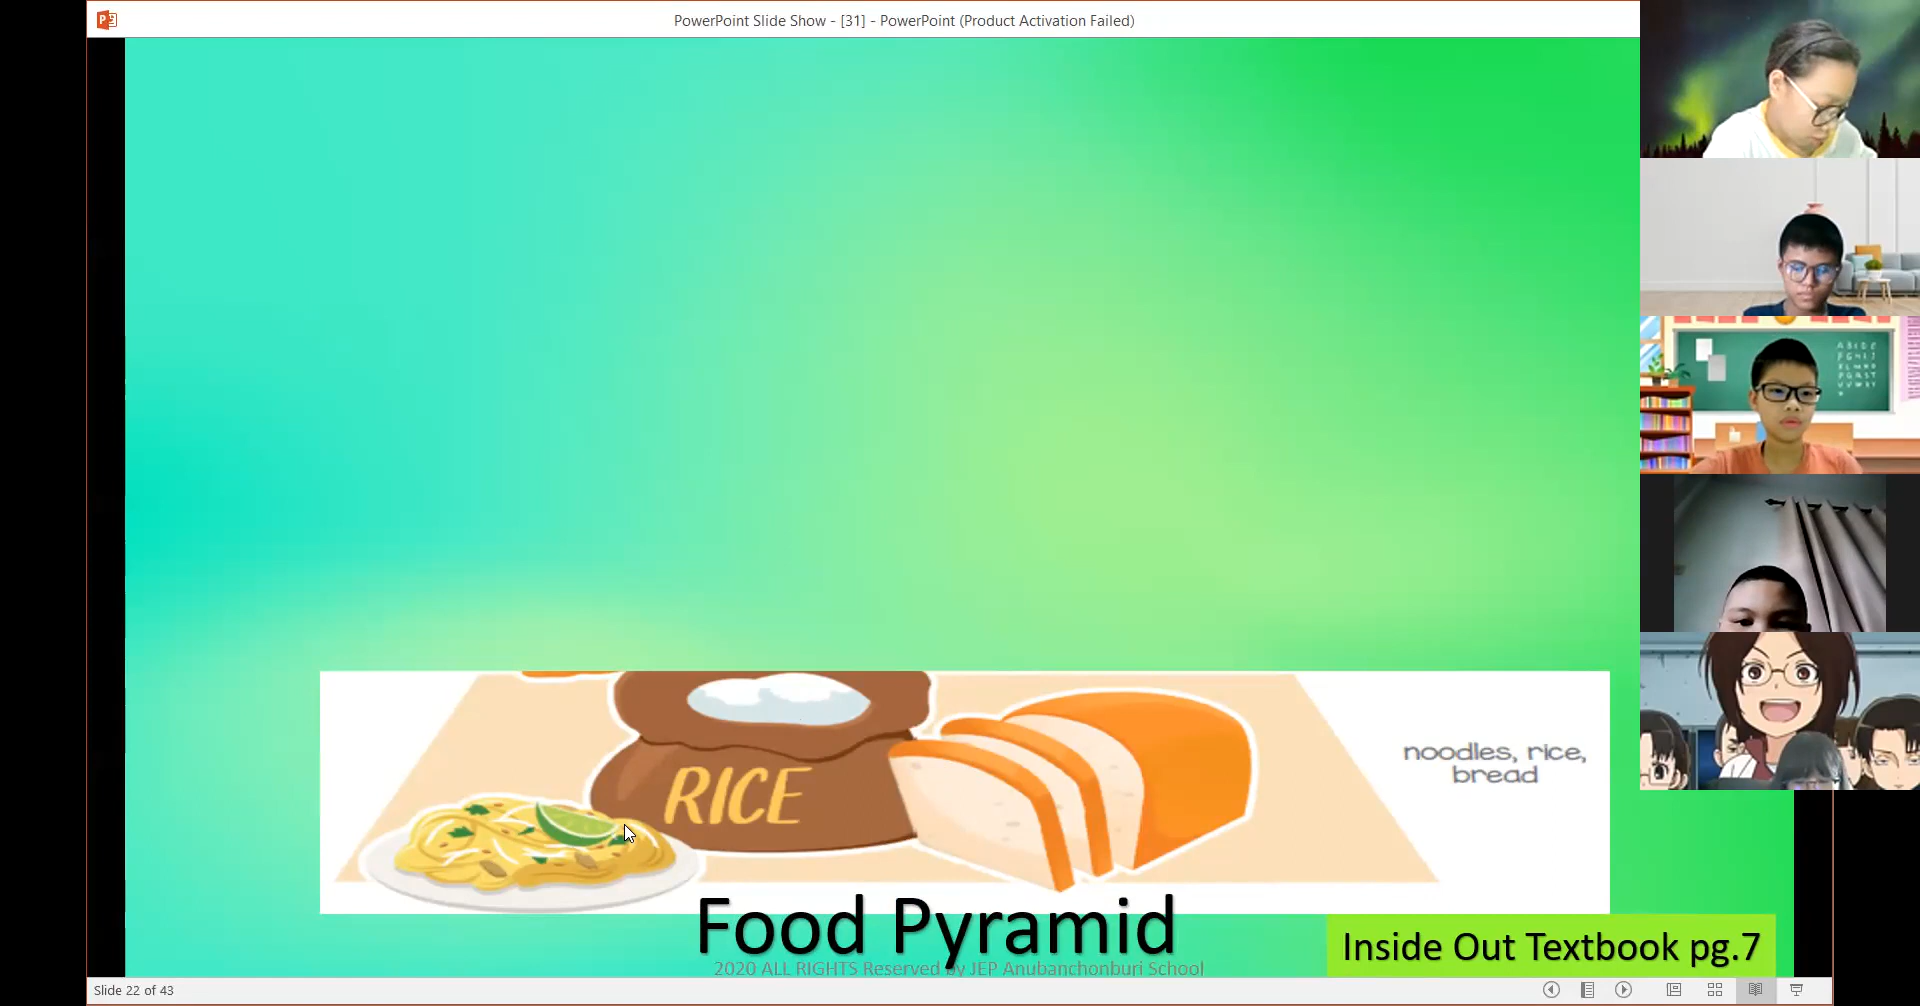 PowerPoint Slide Show - [31] - PowerPoint (Product Activation Failed)
RICE
noodles, rice,
bread
Food Pyramid
Inside Out Textbook pg.7
2020 ALL RIGHTS Reserved by JEP Anubanchonburi School
Slide 22 of 43